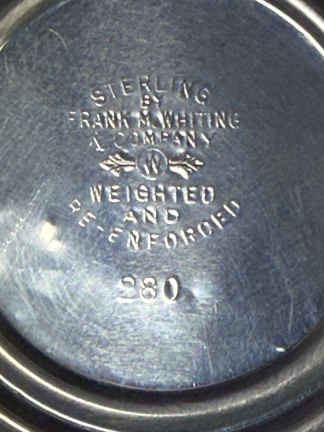 STERLING
BY
FRANK M. WHITING
& COMPANY
W
WEIGHTED
AND
RE-ENFORCED
280